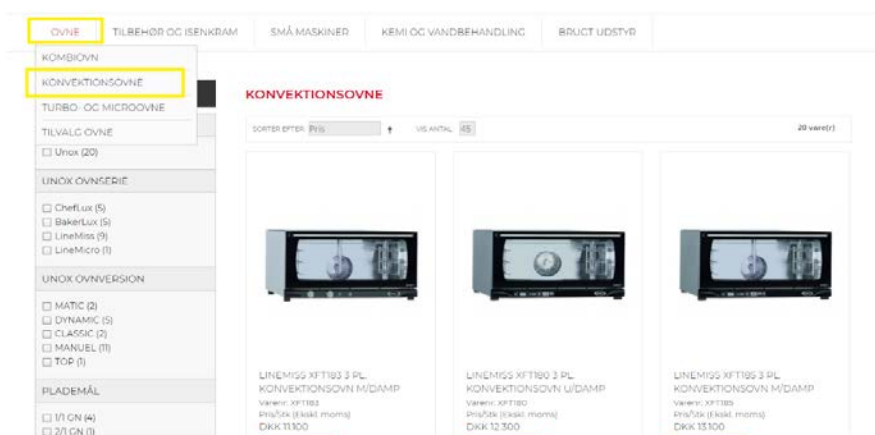 OVNE TILBEHØR OG ISENKRAM SMÅ MASKINER KEMI OG VANDBEHANDLING BRUGT UDSTYR
KOMBIOVN
KONVEKTIONSOVNE
TURBO- OG MICROOVNE
TILVALG OVNE
Unox (20)
UNOX OVNSERIE
ChefLux (5)
BakerLux (5)
LineMiss (9)
LineMicro (1)
UNOX OVNVERSION
MATIC (2)
DYNAMIC (5)
CLASSIC (2)
MANUEL (11)
TOP (1)
PLADEMÅL
1/1 GN (4)
2/1 GN (1)
KONVEKTIONSOVNE
SORTER EFTER Pris VIS ANTAL 45 20 vare(r)
LINEMISS XFT183 3 PL.
KONVEKTIONSOVN M/DAMP
Varenr: XFT183
Pris/Stk (Ekskl. moms)
DKK 11.100
LINEMISS XFT180 3 PL.
KONVEKTIONSOVN U/DAMP
Varenr: XFT180
Pris/Stk (Ekskl. moms)
DKK 12.300
LINEMISS XFT185 3 PL.
KONVEKTIONSOVN M/DAMP
Varenr: XFT185
Pris/Stk (Ekskl. moms)
DKK 13.100